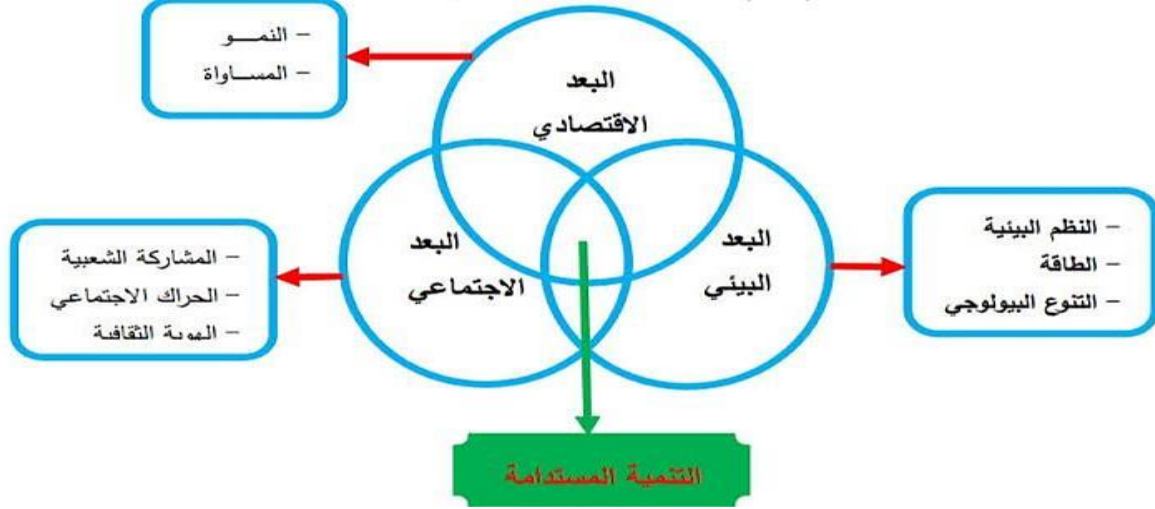 – النمـــو
– المســاواة
البعد
الاقتصادي
البعد
البيئي
البعد
الاجتماعي
– النظم البيئية
– الطاقة
– التنوع البيولوجي
– المشاركة الشعبية
– الحراك الاجتماعي
– الهوية الثقافية
التنمية المستدامة